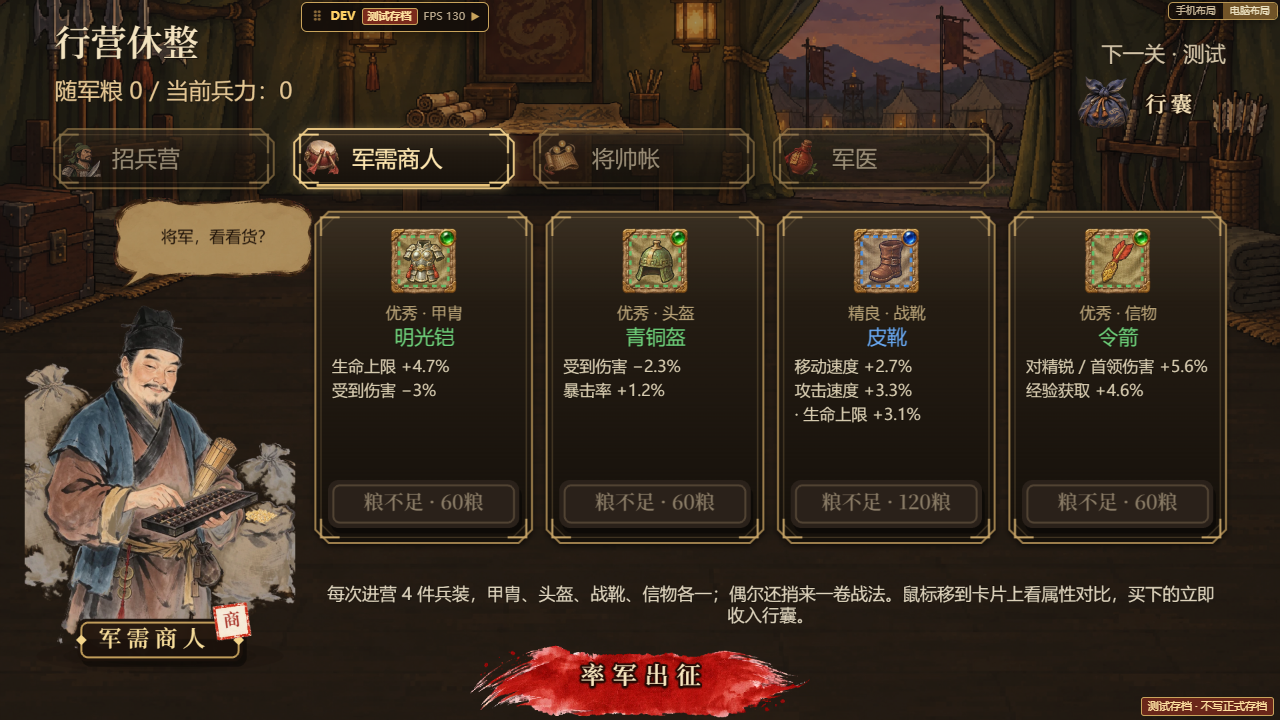 DEV 测试存档 FPS 130 ▶
手机布局 电脑布局
行营休整
随军粮 0 / 当前兵力： 0
下一关 · 测试
行囊
招兵营
军需商人
将帅帐
军医
将军，看看货?
优秀 · 甲胄
明光铠
生命上限 +4.7%
受到伤害 −3%
粮不足 · 60粮
优秀 · 头盔
青铜盔
受到伤害 −2.3%
暴击率 +1.2%
粮不足 · 60粮
精良 · 战靴
皮靴
移动速度 +2.7%
攻击速度 +3.3%
· 生命上限 +3.1%
粮不足 · 120粮
优秀 · 信物
令箭
对精锐 / 首领伤害 +5.6%
经验获取 +4.6%
粮不足 · 60粮
商
军需商人
每次进营 4 件兵装，甲胄、头盔、战靴、信物各一；偶尔还捎来一卷战法。鼠标移到卡片上看属性对比，买下的立即
收入行囊。
率军出征
测试存档 · 不写正式存档